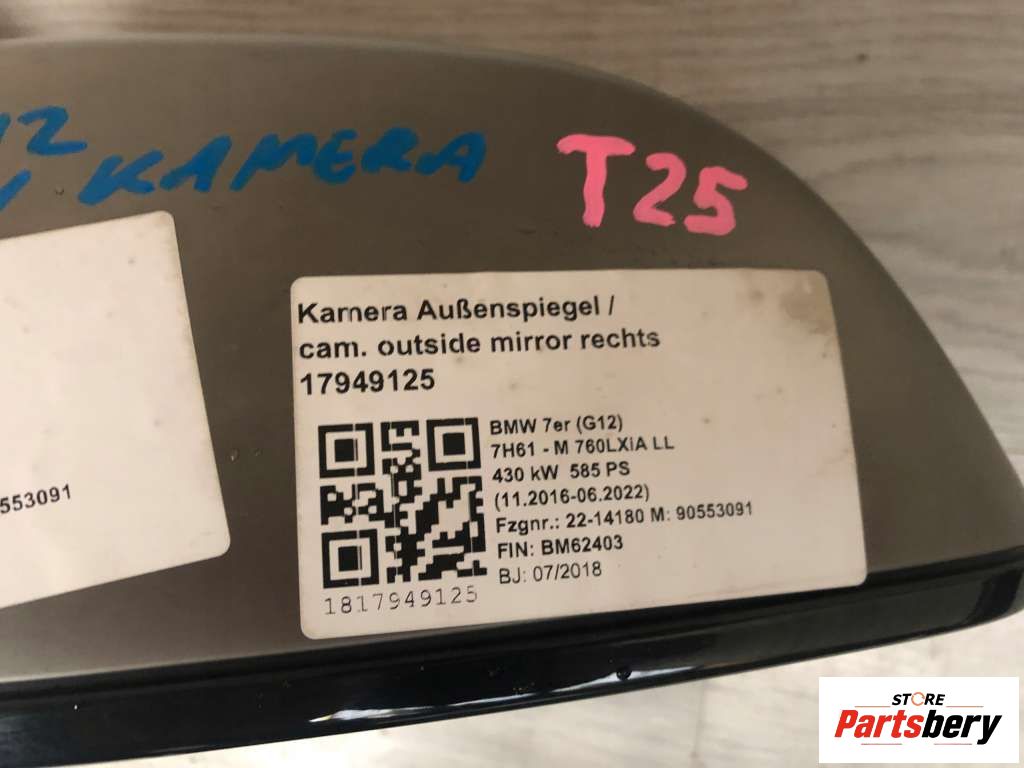 12
KAMERA
T25
Kamera Außenspiegel /
cam. outside mirror rechts
17949125
BMW 7er (G12)
7H61 - M 760LXiA LL
430 kW 585 PS
(11.2016-06.2022)
Fzgnr.: 22-14180 M: 90553091
FIN: BM62403
BJ: 07/2018
1817949125
553091
STORE
Partsbery